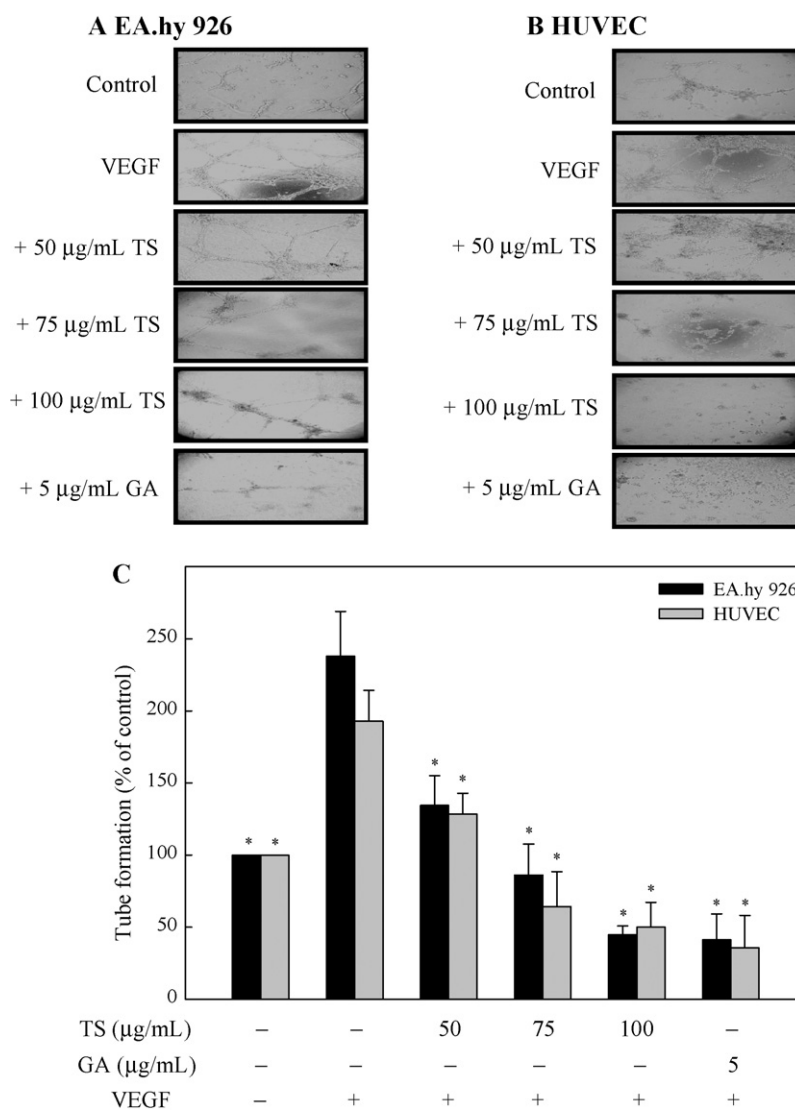 A EA.hy 926
Control
VEGF
+ 50 μg/mL TS
+ 75 μg/mL TS
+ 100 μg/mL TS
+ 5 μg/mL GA
B HUVEC
Control
VEGF
+ 50 μg/mL TS
+ 75 μg/mL TS
+ 100 μg/mL TS
+ 5 μg/mL GA
C
EA.hy 926
HUVEC
Tube formation (% of control)
250
200
150
100
50
0
* * * * * * * * * *
TS (μg/mL) – – 50 75 100 –
GA (μg/mL) – – – – – 5
VEGF – + + + + +